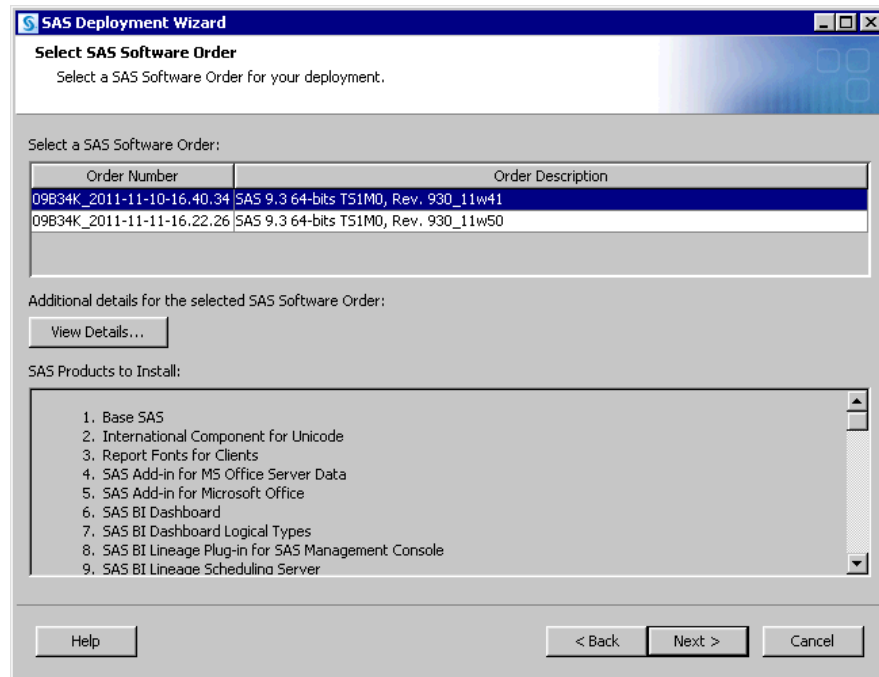 SAS Deployment Wizard
Select SAS Software Order
Select a SAS Software Order for your deployment.
Select a SAS Software Order:
Order Number Order Description
09B34K_2011-11-10-16.40.34 SAS 9.3 64-bits TS1M0, Rev. 930_11w41
09B34K_2011-11-11-16.22.26 SAS 9.3 64-bits TS1M0, Rev. 930_11w50
Additional details for the selected SAS Software Order:
View Details...
SAS Products to Install:
1. Base SAS
2. International Component for Unicode
3. Report Fonts for Clients
4. SAS Add-in for MS Office Server Data
5. SAS Add-in for Microsoft Office
6. SAS BI Dashboard
7. SAS BI Dashboard Logical Types
8. SAS BI Lineage Plug-in for SAS Management Console
9. SAS BI Lineage Scheduling Server
Help < Back Next > Cancel